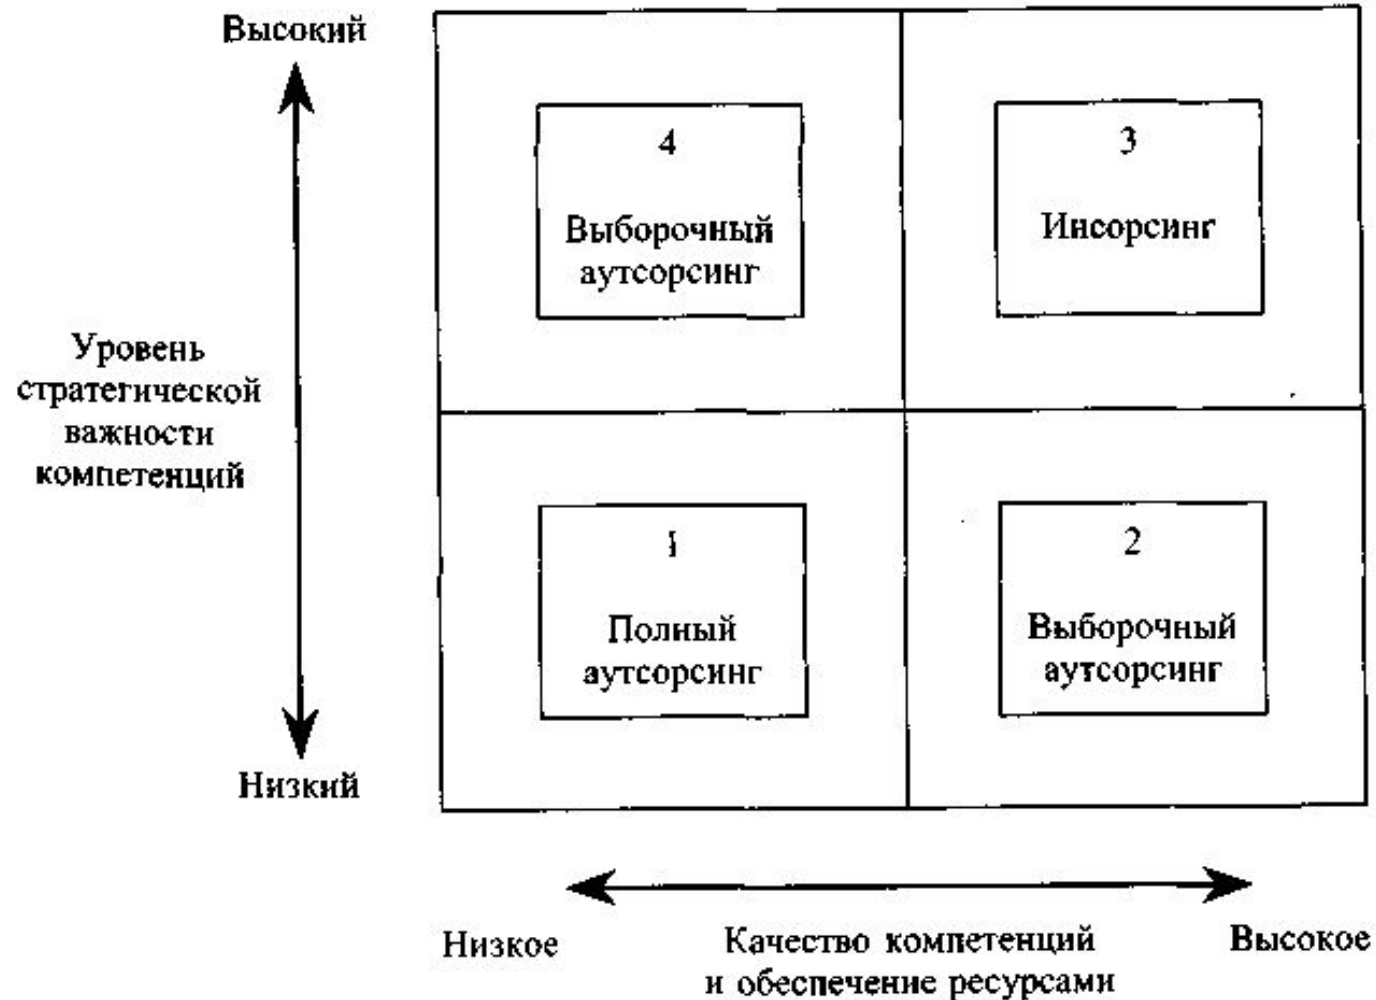 Высокий
4
Выборочный
аутсорсинг
3
Инсорсинг
Уровень
стратегической
важности
компетенций
1
Полный
аутсорсинг
2
Выборочный
аутсорсинг
Низкий
Низкое
Качество компетенций
и обеспечение ресурсами
Высокое